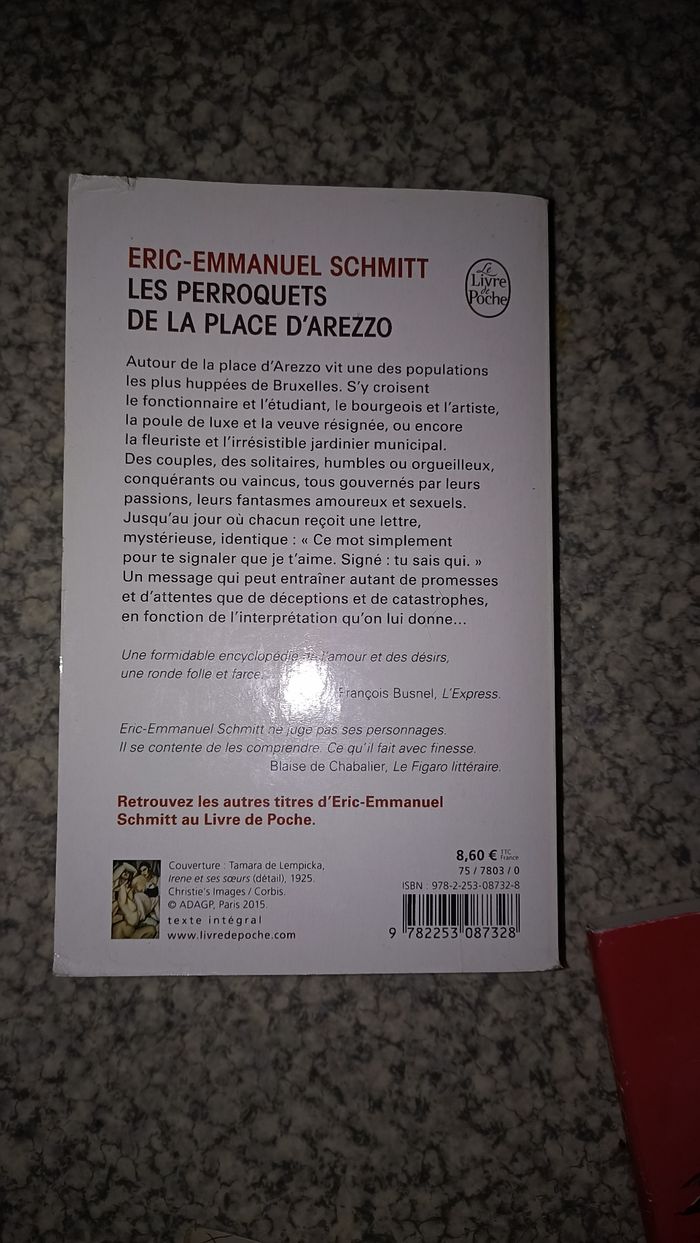 ERIC-EMMANUEL SCHMITT
LES PERROQUETS
DE LA PLACE D'AREZZO
Le
Livre
de
Poche
Autour de la place d'Arezzo vit une des populations
les plus huppées de Bruxelles. S'y croisent
le fonctionnaire et l'étudiant, le bourgeois et l'artiste,
la poule de luxe et la veuve résignée, ou encore
la fleuriste et l'irrésistible jardinier municipal.
Des couples, des solitaires, humbles ou orgueilleux,
conquérants ou vaincus, tous gouvernés par leurs
passions, leurs fantasmes amoureux et sexuels.
Jusqu'au jour où chacun reçoit une lettre,
mystérieuse, identique : « Ce mot simplement
pour te signaler que je t'aime. Signé : tu sais qui. »
Un message qui peut entraîner autant de promesses
et d'attentes que de déceptions et de catastrophes,
en fonction de l'interprétation qu'on lui donne...
Une formidable encyclopédie de l'amour et des désirs,
une ronde folle et farce.
François Busnel, L'Express.
Eric-Emmanuel Schmitt ne juge pas ses personnages.
Il se contente de les comprendre. Ce qu'il fait avec finesse.
Blaise de Chabalier, Le Figaro littéraire.
Retrouvez les autres titres d'Eric-Emmanuel
Schmitt au Livre de Poche.
Couverture : Tamara de Lempicka,
Irene et ses sœurs (détail), 1925.
Christie's Images / Corbis.
© ADAGP, Paris 2015.
texte intégral
www.livredepoche.com
8,60 € TTC France
75 / 7803 / 0
ISBN : 978-2-253-08732-8
9 782253 087328